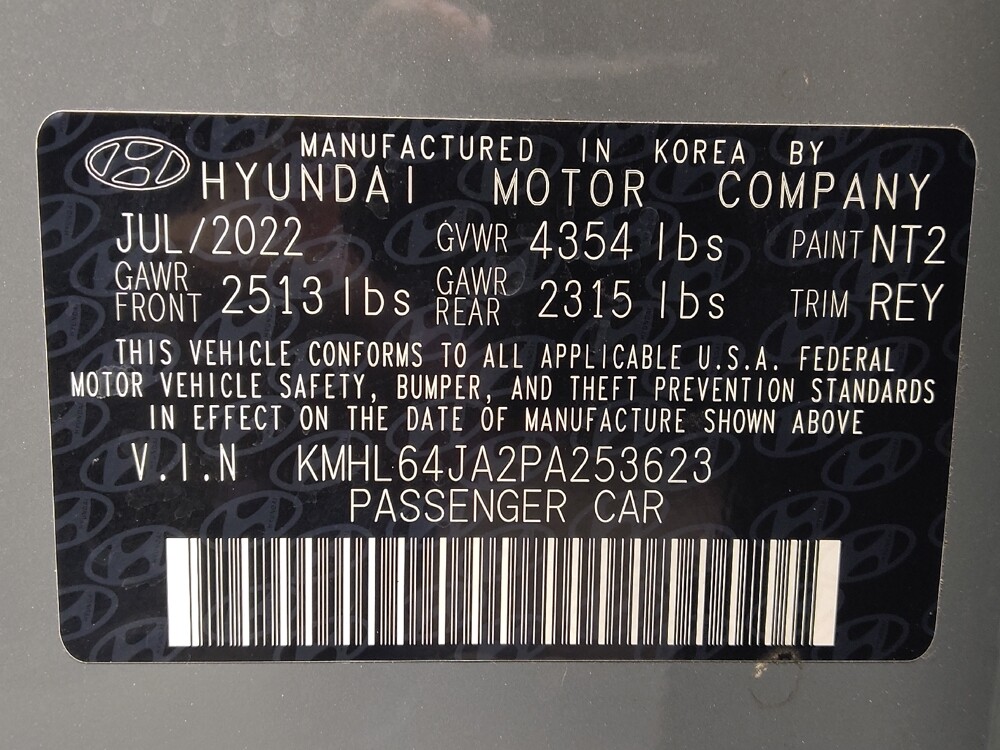 MANUFACTURED IN KOREA BY
HYUNDAI MOTOR COMPANY
JUL/2022 GVWR 4354 lbs PAINT NT2
GAWR FRONT 2513 lbs GAWR REAR 2315 lbs TRIM REY
THIS VEHICLE CONFORMS TO ALL APPLICABLE U.S.A. FEDERAL
MOTOR VEHICLE SAFETY, BUMPER, AND THEFT PREVENTION STANDARDS
IN EFFECT ON THE DATE OF MANUFACTURE SHOWN ABOVE
V.I.N KMHL64JA2PA253623
PASSENGER CAR